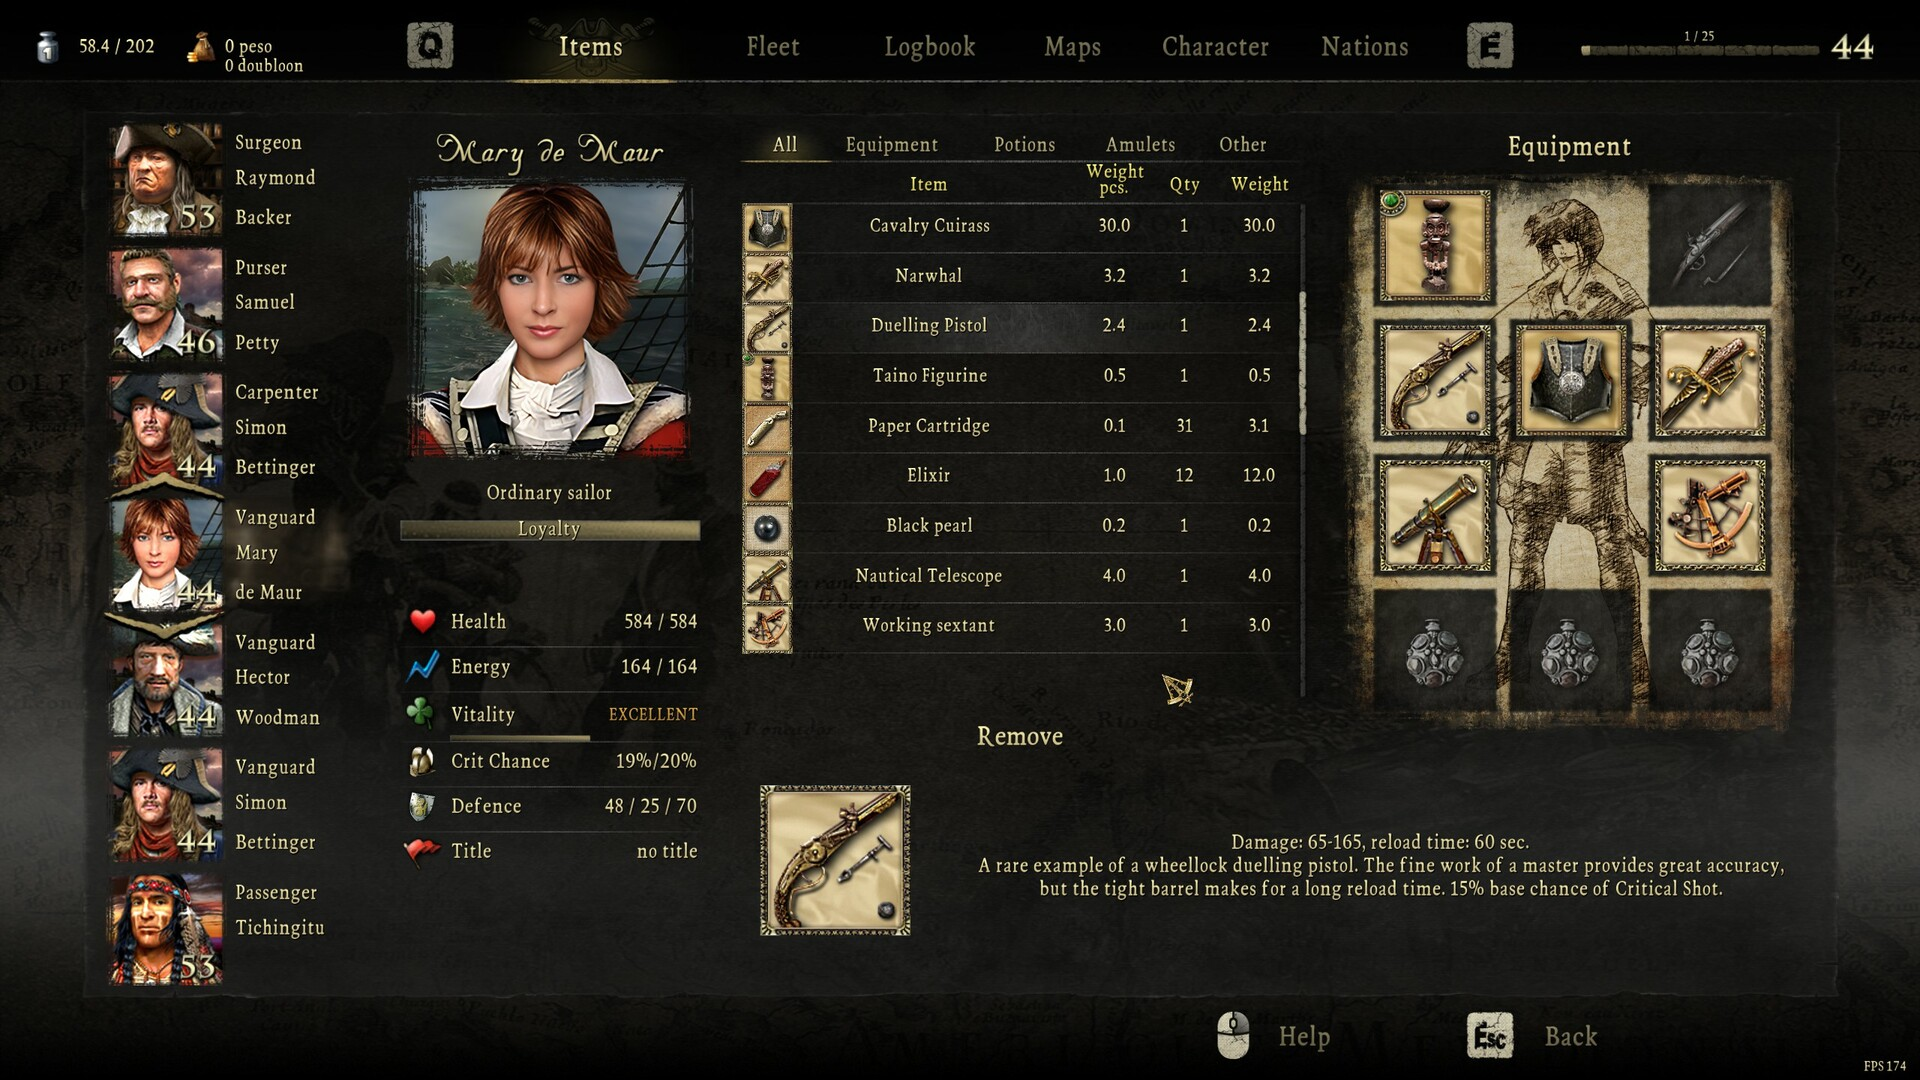 58.4 / 202
0 peso
0 doubloon
Q
Items
Fleet
Logbook
Maps
Character
Nations
E
1 / 25
44
Surgeon
Raymond
Backer
53
Purser
Samuel
Petty
46
Carpenter
Simon
Bettinger
44
Vanguard
Mary
de Maur
44
Vanguard
Hector
Woodman
44
Vanguard
Simon
Bettinger
44
Passenger
Tichingitu
53
Mary de Maur
Ordinary sailor
Loyalty
Health 584 / 584
Energy 164 / 164
Vitality EXCELLENT
Crit Chance 19%/20%
Defence 48 / 25 / 70
Title no title
All Equipment Potions Amulets Other
Item Weight pcs. Qty Weight
Cavalry Cuirass 30.0 1 30.0
Narwhal 3.2 1 3.2
Duelling Pistol 2.4 1 2.4
Taino Figurine 0.5 1 0.5
Paper Cartridge 0.1 31 3.1
Elixir 1.0 12 12.0
Black pearl 0.2 1 0.2
Nautical Telescope 4.0 1 4.0
Working sextant 3.0 1 3.0
Remove
Equipment
Damage: 65-165, reload time: 60 sec.
A rare example of a wheellock duelling pistol. The fine work of a master provides great accuracy,
but the tight barrel makes for a long reload time. 15% base chance of Critical Shot.
Help
Esc
Back
FPS 174